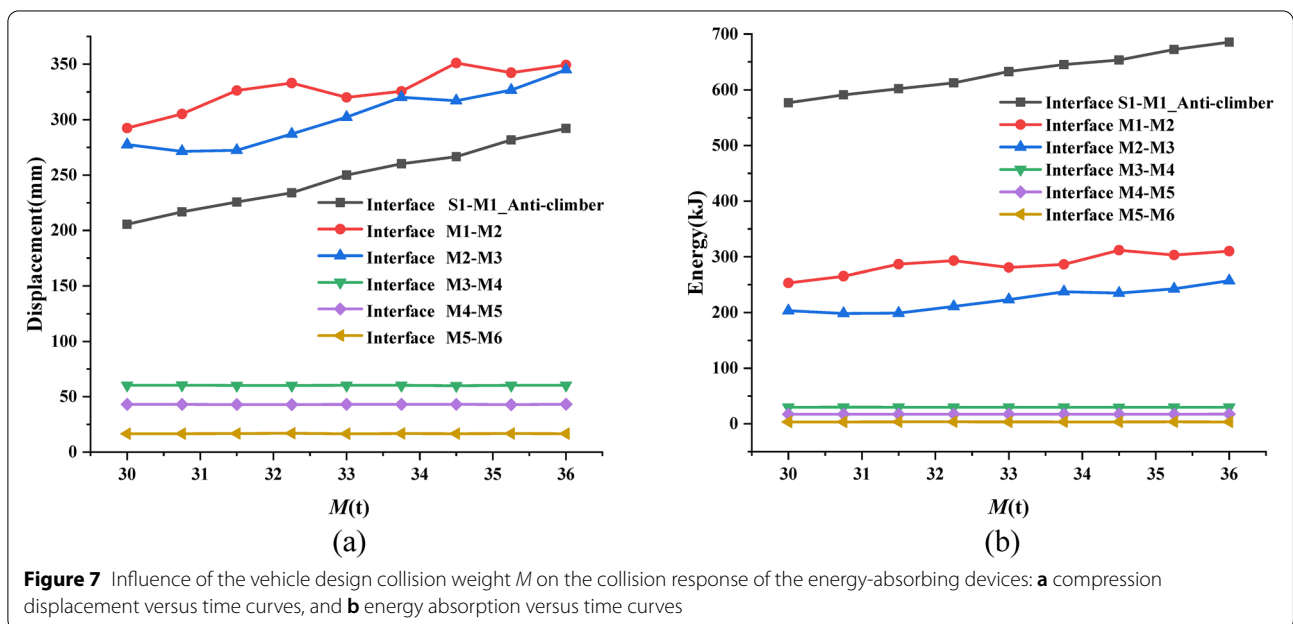 350
300
250
200
150
100
50
0
Displacement(mm)
Interface S1-M1_Anti-climber
Interface M1-M2
Interface M2-M3
Interface M3-M4
Interface M4-M5
Interface M5-M6
30 31 32 33 34 35 36
M(t)
(a)
700
600
500
400
300
200
100
0
Energy(kJ)
Interface S1-M1_Anti-climber
Interface M1-M2
Interface M2-M3
Interface M3-M4
Interface M4-M5
Interface M5-M6
30 31 32 33 34 35 36
M(t)
(b)
Figure 7 Influence of the vehicle design collision weight M on the collision response of the energy-absorbing devices: a compression
displacement versus time curves, and b energy absorption versus time curves